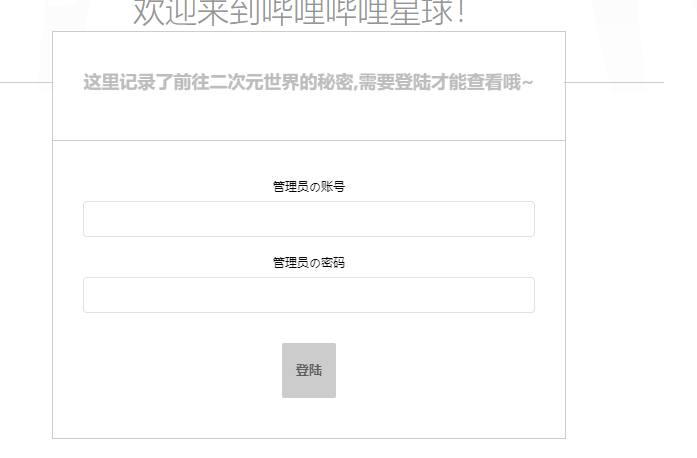 欢迎来到哔哩哔哩星球！
这里记录了前往二次元世界的秘密,需要登陆才能查看哦~
管理员の账号
管理员の密码
登陆